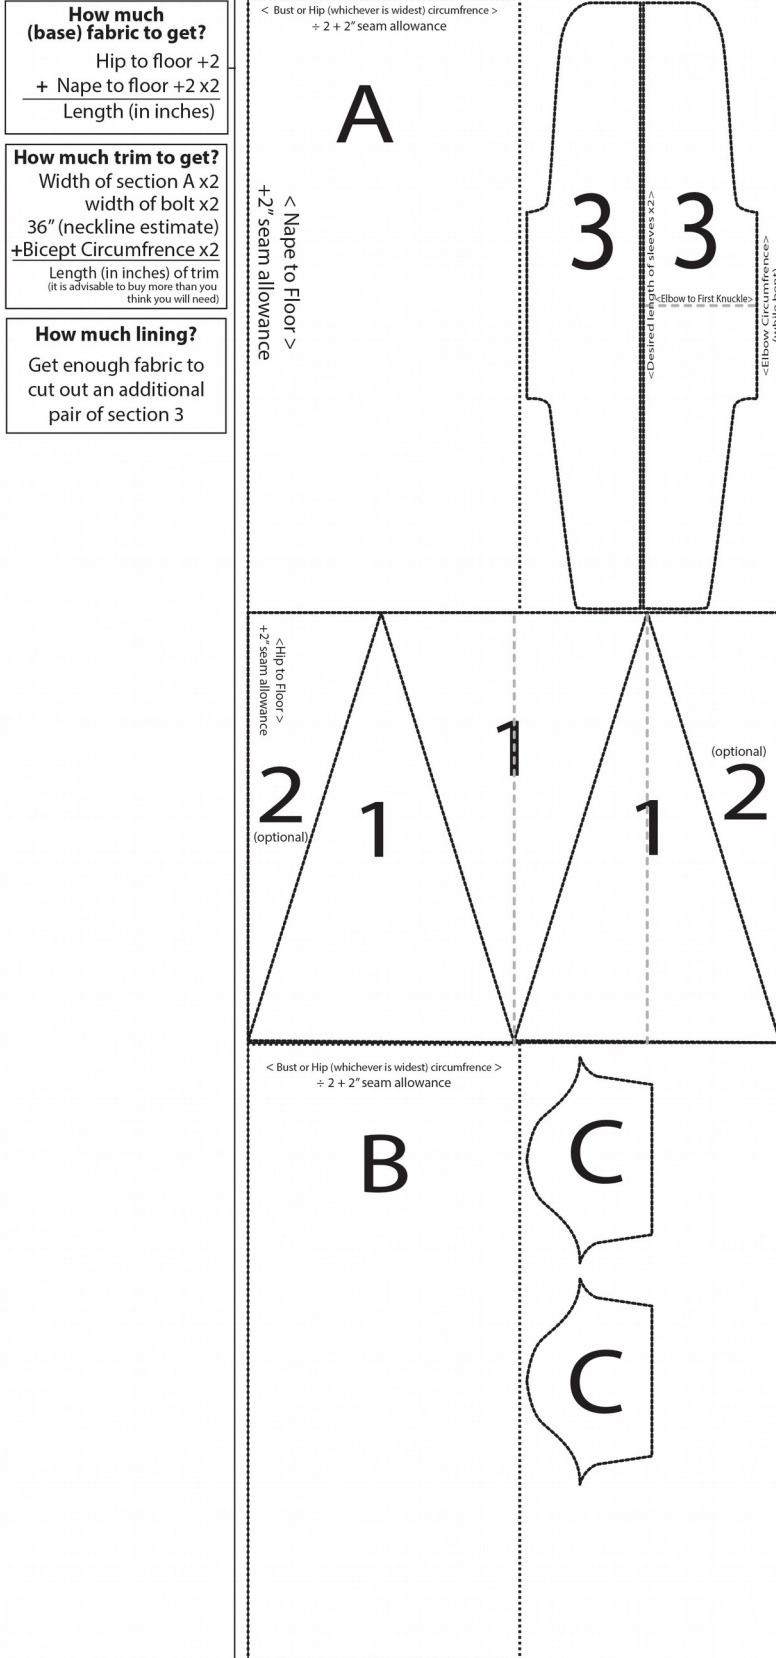 How much
(base) fabric to get?
Hip to floor +2
+ Nape to floor +2 x2
Length (in inches)
How much trim to get?
Width of section A x2
width of bolt x2
36" (neckline estimate)
+Bicept Circumfrence x2
Length (in inches) of trim
(it is advisable to buy more than you
think you will need)
How much lining?
Get enough fabric to
cut out an additional
pair of section 3
< Bust or Hip (whichever is widest) circumfrence >
÷ 2 + 2" seam allowance
A
< Nape to Floor >
+2" seam allowance
3
<Desired length of sleeves x2>
3
<Elbow to First Knuckle>
<Elbow Circumfrence>
(while bent)
<Hip to Floor >
+2" seam allowance
2
(optional)
1
1
1
(optional)
2
< Bust or Hip (whichever is widest) circumfrence >
÷ 2 + 2" seam allowance
B
C
C